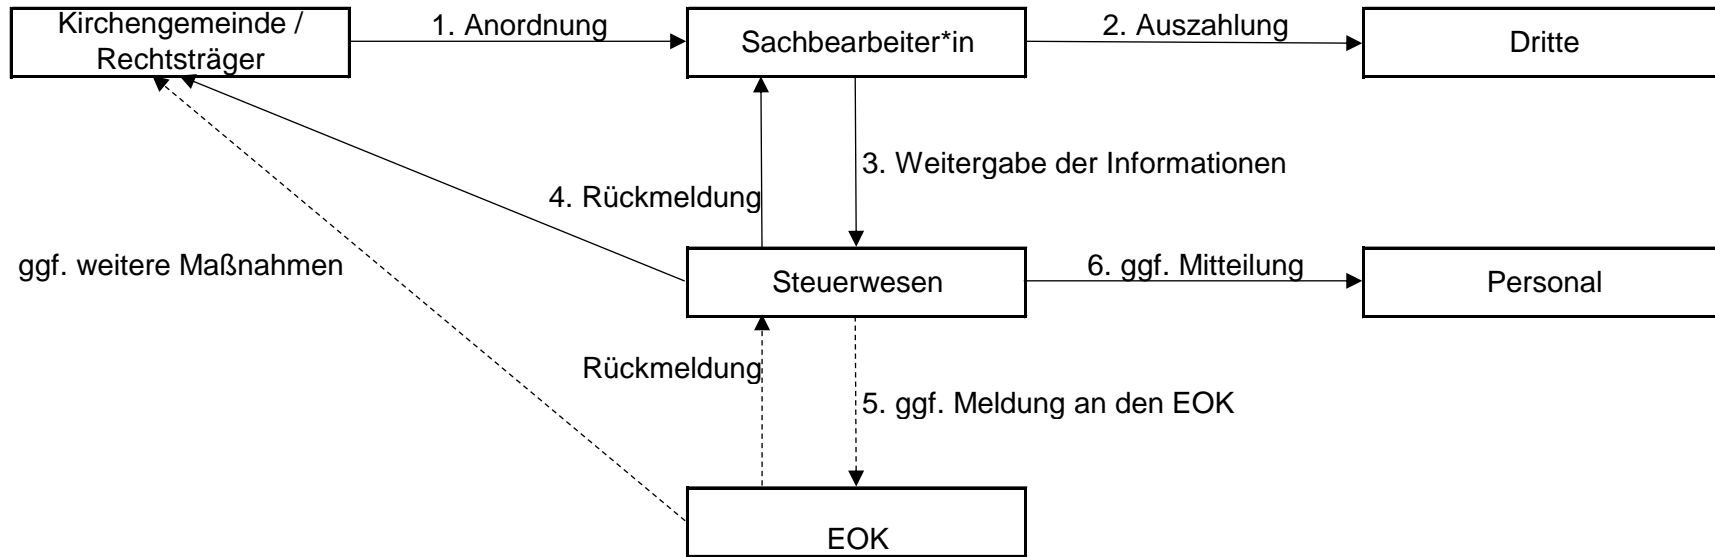 Kirchengemeinde /
Rechtsträger
1. Anordnung
Sachbearbeiter*in
2. Auszahlung
Dritte
3. Weitergabe der Informationen
4. Rückmeldung
ggf. weitere Maßnahmen
Steuerwesen
6. ggf. Mitteilung
Personal
Rückmeldung
5. ggf. Meldung an den EOK
EOK